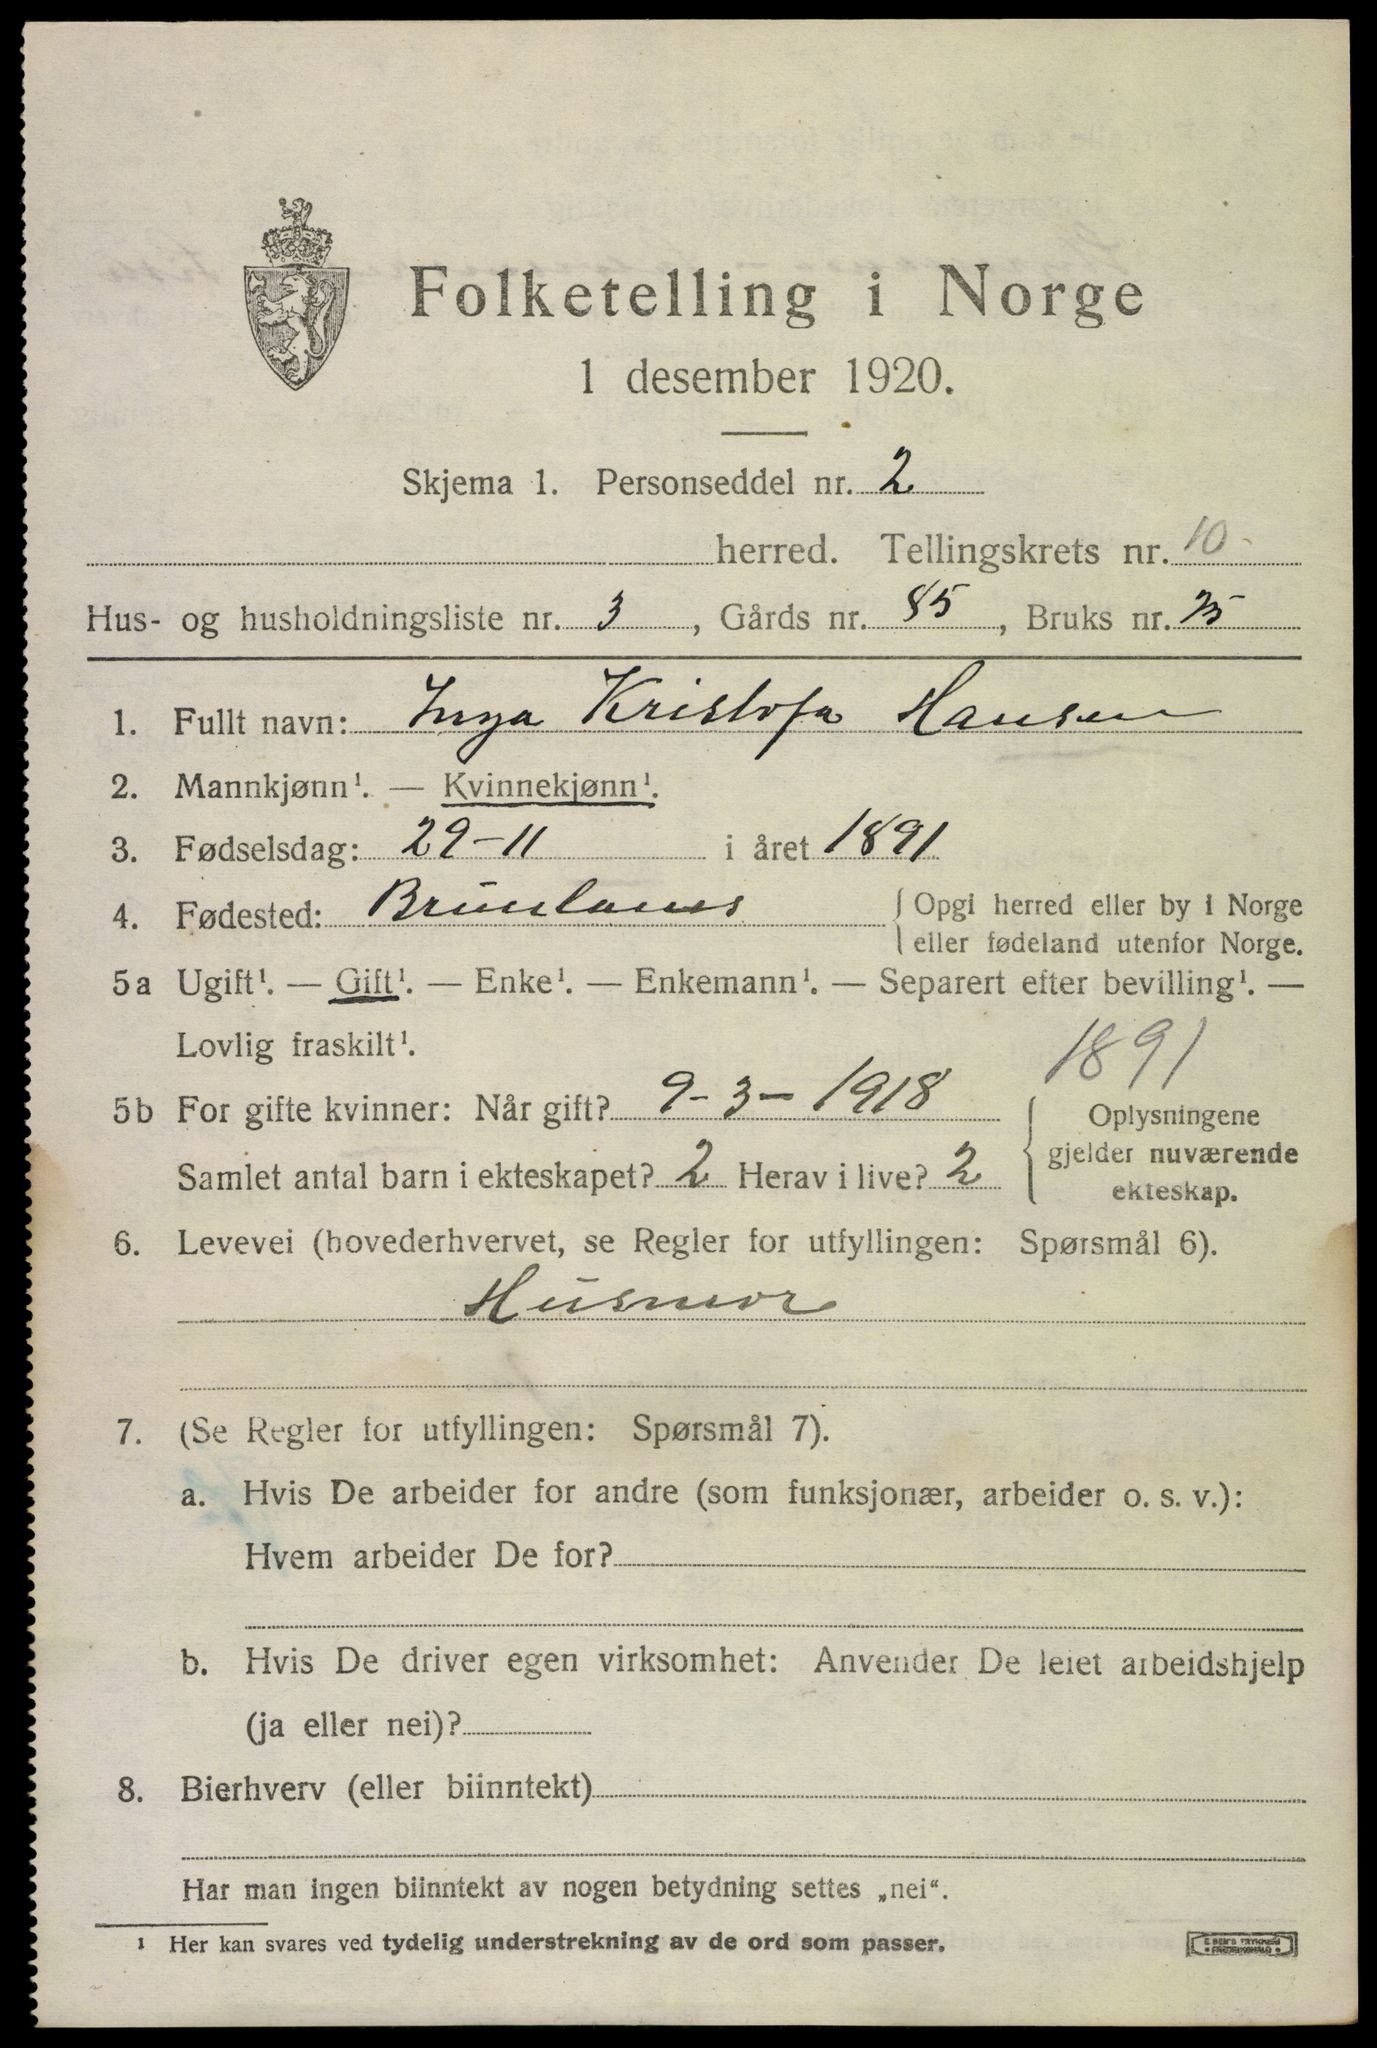 Folketelling i Norge
1 desember 1920.
Skjema 1. Personseddel nr. 2
herred. Tellingskrets nr. 10
Hus- og husholdningsliste nr. 3, Gårds nr. 85, Bruks nr. 25
1. Fullt navn: Inga Kristofa Hansen
2. Mannkjønn¹. — Kvinnekjønn¹.
3. Fødselsdag: 29-11 i året 1891
4. Fødested: Brunlanes { Opgi herred eller by i Norge
eller fødeland utenfor Norge.
5a Ugift¹. — Gift¹. — Enke¹. — Enkemann¹. — Separert efter bevilling¹. —
Lovlig fraskilt¹.
1891
5b For gifte kvinner: Når gift? 9-3-1918 { Oplysningene
gjelder nuværende
ekteskap.
Samlet antal barn i ekteskapet? 2 Herav i live? 2
6. Levevei (hovederhvervet, se Regler for utfyllingen: Spørsmål 6).
Husmor
7. (Se Regler for utfyllingen: Spørsmål 7).
a. Hvis De arbeider for andre (som funksjonær, arbeider o. s. v.):
Hvem arbeider De for?
b. Hvis De driver egen virksomhet: Anvender De leiet arbeidshjelp
(ja eller nei)?
8. Bierhverv (eller biinntekt)
Har man ingen biinntekt av nogen betydning settes „nei“.
¹ Her kan svares ved tydelig understrekning av de ord som passer.